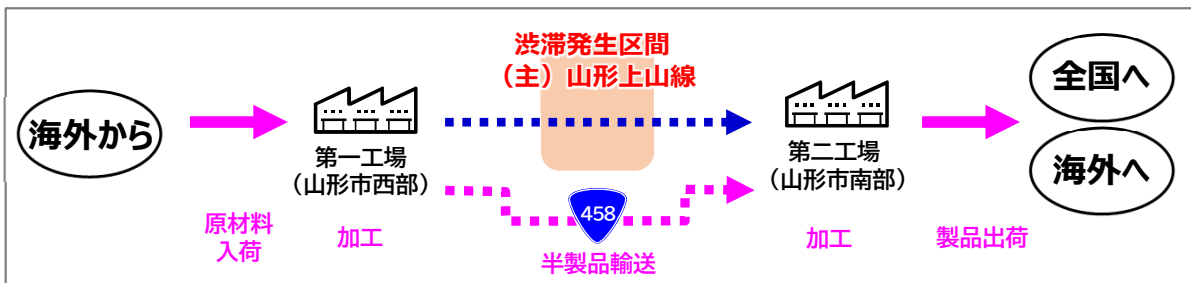 海外から
原材料
入荷
第一工場
（山形市西部）
加工
渋滞発生区間
（主）山形上山線
458
半製品輸送
第二工場
（山形市南部）
加工
製品出荷
全国へ
海外へ